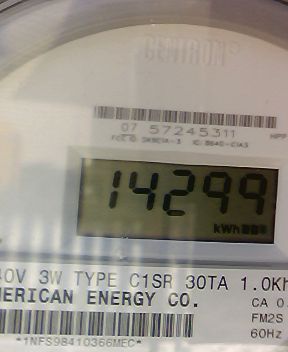 CENTRON
07 57245311
14299
kWh
40V 3W TYPE C1SR 30TA 1.0Kh
MERICAN ENERGY CO.
CA 0.
FM2S
60Hz
*1NFS98410366MEC*